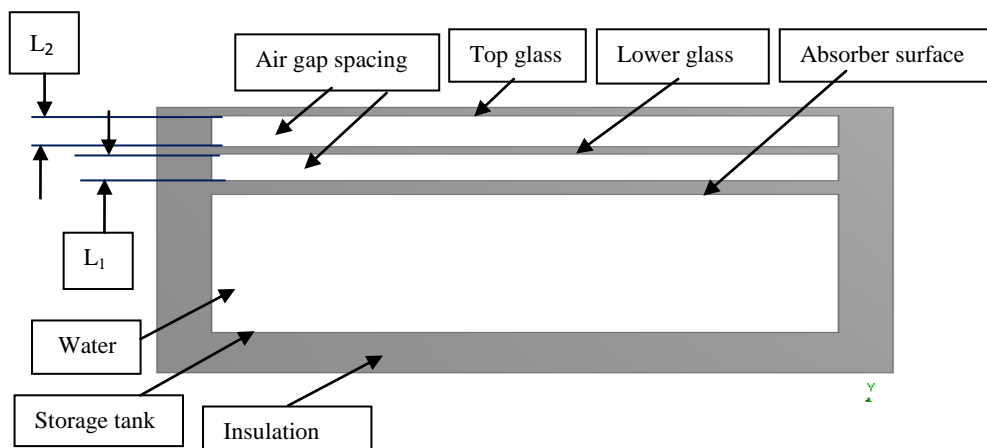 L2
Air gap spacing
Top glass
Lower glass
Absorber surface
L1
Water
Storage tank
Insulation
Y